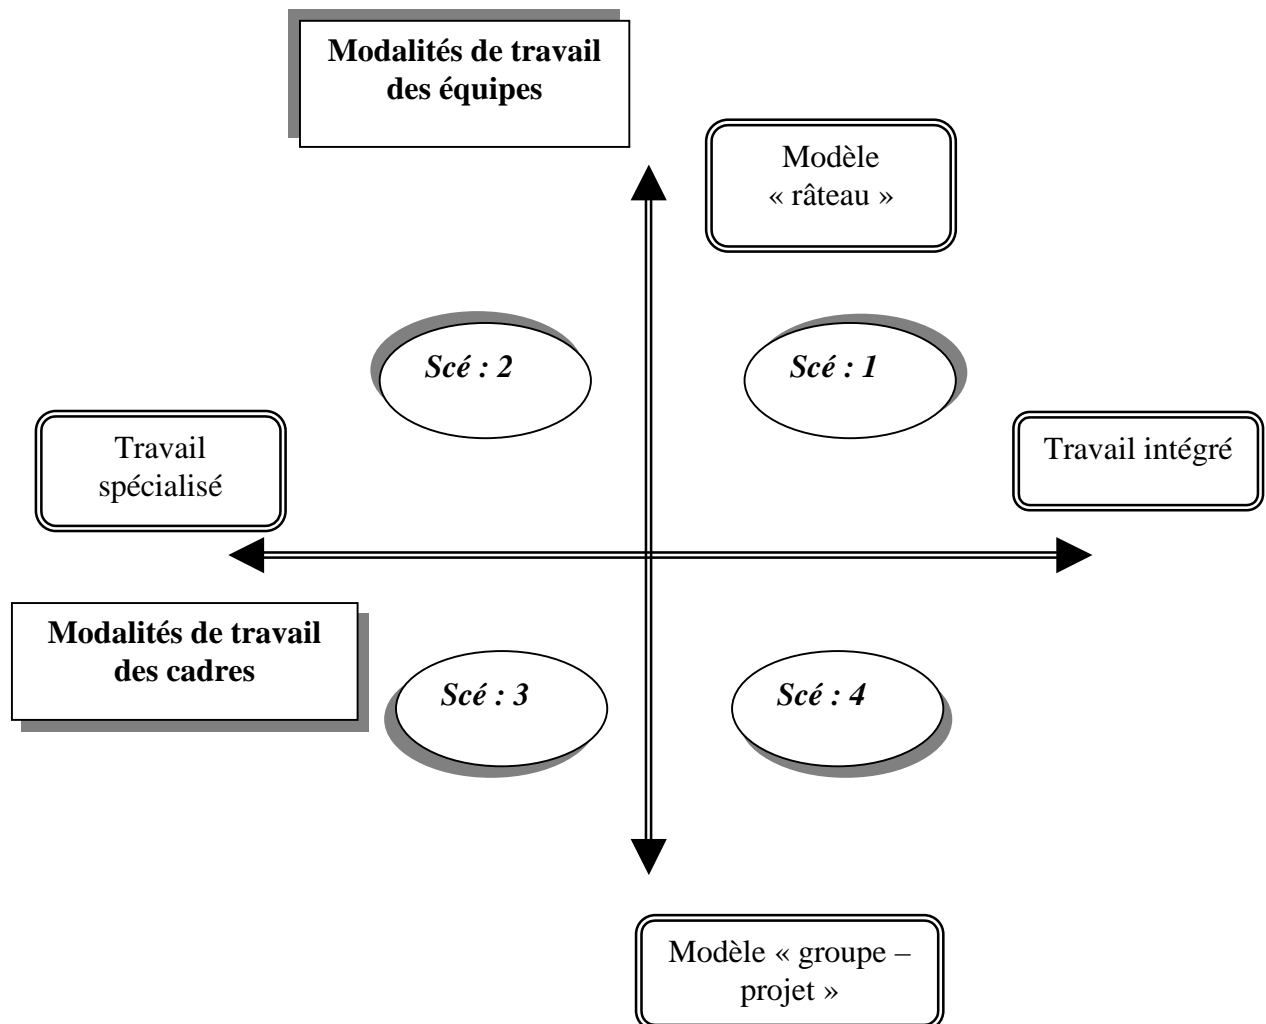 Modalités de travail
des équipes
Modèle
« râteau »
Scé : 2
Scé : 1
Travail
spécialisé
Travail intégré
Modalités de travail
des cadres
Scé : 3
Scé : 4
Modèle « groupe –
projet »